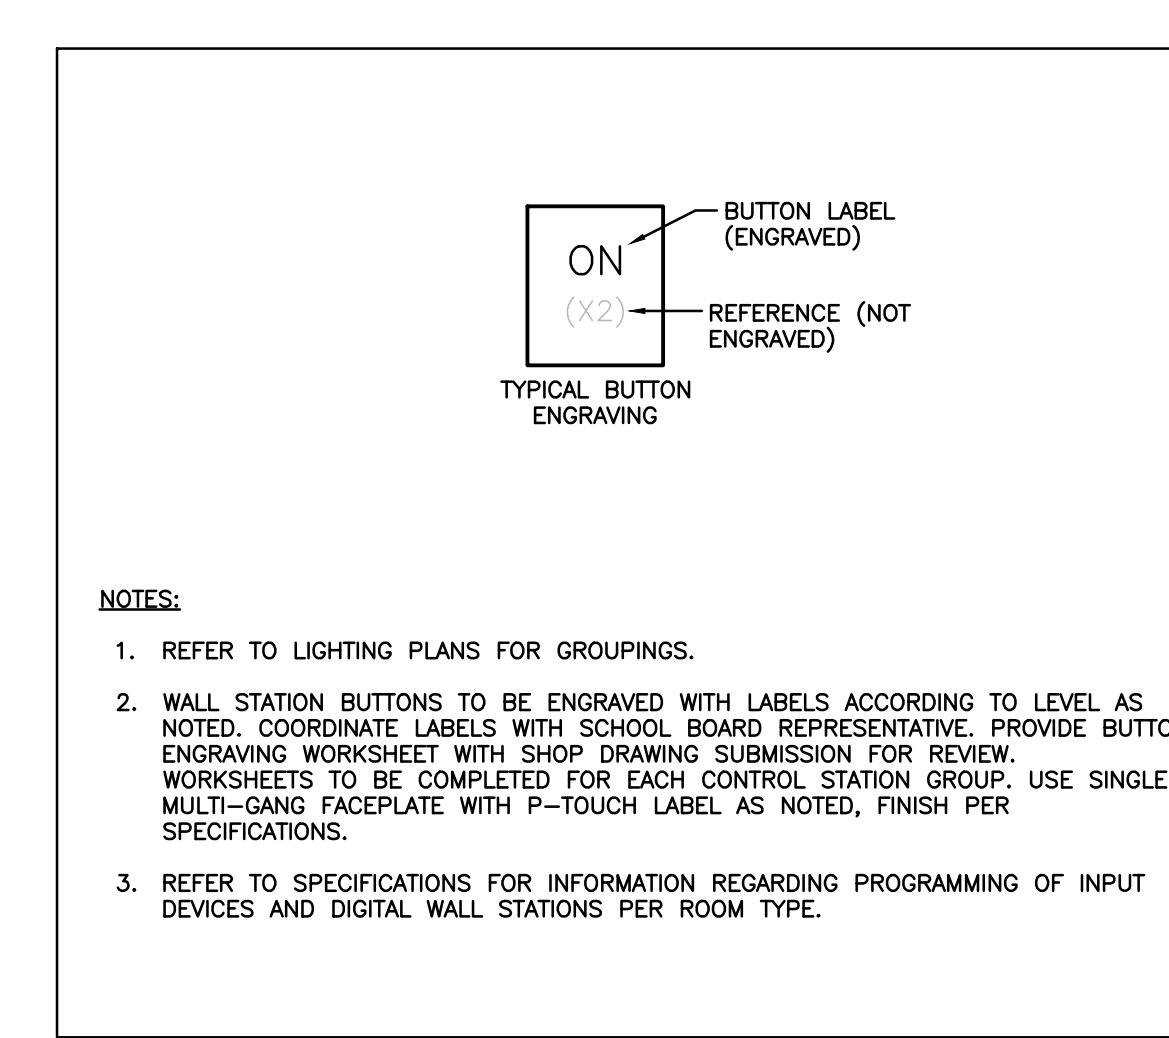 BUTTON LABEL
(ENGRAVED)
ON
(X2)
REFERENCE (NOT
ENGRAVED)
TYPICAL BUTTON
ENGRAVING
NOTES:
1. REFER TO LIGHTING PLANS FOR GROUPINGS.
2. WALL STATION BUTTONS TO BE ENGRAVED WITH LABELS ACCORDING TO LEVEL AS
NOTED. COORDINATE LABELS WITH SCHOOL BOARD REPRESENTATIVE. PROVIDE
ENGRAVING WORKSHEET WITH SHOP DRAWING SUBMISSION FOR REVIEW.
WORKSHEETS TO BE COMPLETED FOR EACH CONTROL STATION GROUP. USE SINGLE
MULTI-GANG FACEPLATE WITH P-TOUCH LABEL AS NOTED, FINISH PER
SPECIFICATIONS.
3. REFER TO SPECIFICATIONS FOR INFORMATION REGARDING PROGRAMMING OF INPUT
DEVICES AND DIGITAL WALL STATIONS PER ROOM TYPE.